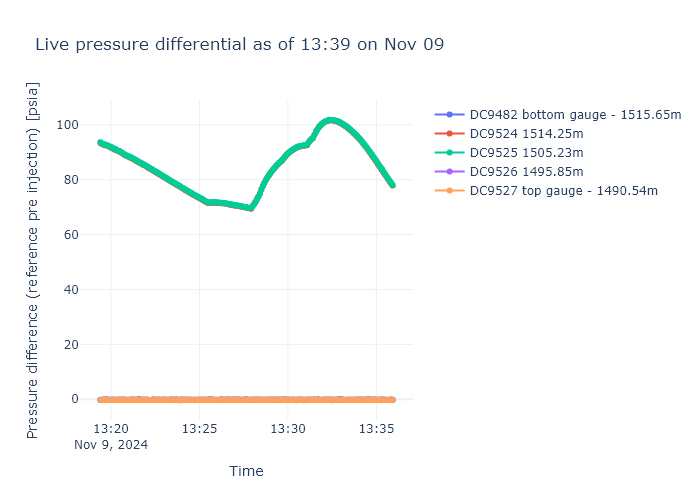 Live pressure differential as of 13:39 on Nov 09
Pressure difference (reference pre injection) [psia]
100
80
60
40
20
0
13:20
Nov 9, 2024
13:25
13:30
13:35
Time
DC9482 bottom gauge - 1515.65m
DC9524 1514.25m
DC9525 1505.23m
DC9526 1495.85m
DC9527 top gauge - 1490.54m